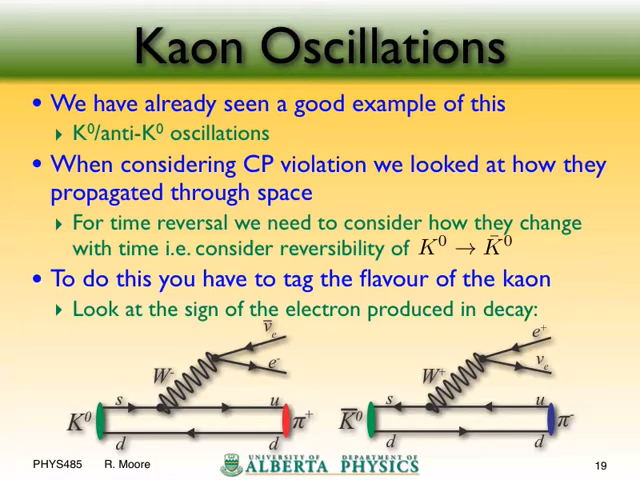 Kaon Oscillations
• We have already seen a good example of this
▸ K⁰/anti-K⁰ oscillations
• When considering CP violation we looked at how they
propagated through space
▸ For time reversal we need to consider how they change
with time i.e. consider reversibility of K⁰ → K̄⁰
• To do this you have to tag the flavour of the kaon
▸ Look at the sign of the electron produced in decay:
v̅ₑ
e⁻
W⁻
s u
K⁰ π⁺
d d
e⁺
vₑ
W⁺
s u
K̅⁰ π⁻
d d
PHYS485 R. Moore
UNIVERSITY OF DEPARTMENT OF
ALBERTA PHYSICS
19